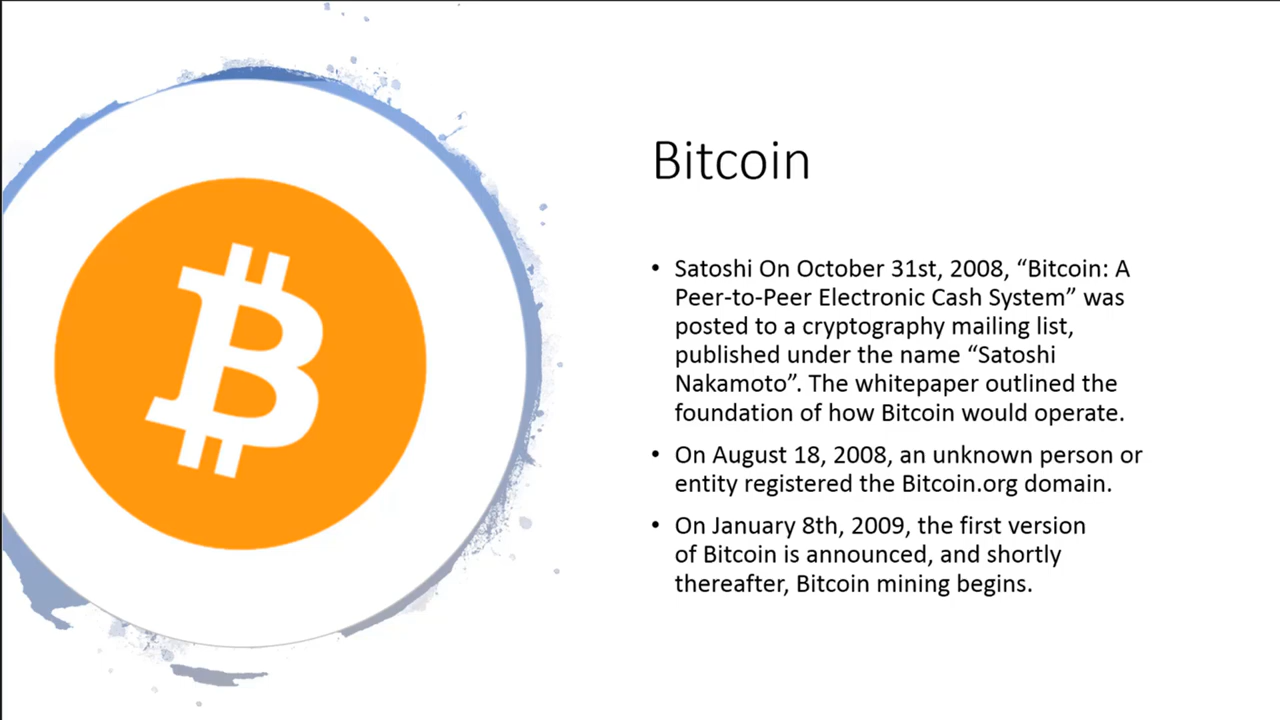 Bitcoin
• Satoshi On October 31st, 2008, “Bitcoin: A
Peer-to-Peer Electronic Cash System” was
posted to a cryptography mailing list,
published under the name “Satoshi
Nakamoto”. The whitepaper outlined the
foundation of how Bitcoin would operate.
• On August 18, 2008, an unknown person or
entity registered the Bitcoin.org domain.
• On January 8th, 2009, the first version
of Bitcoin is announced, and shortly
thereafter, Bitcoin mining begins.